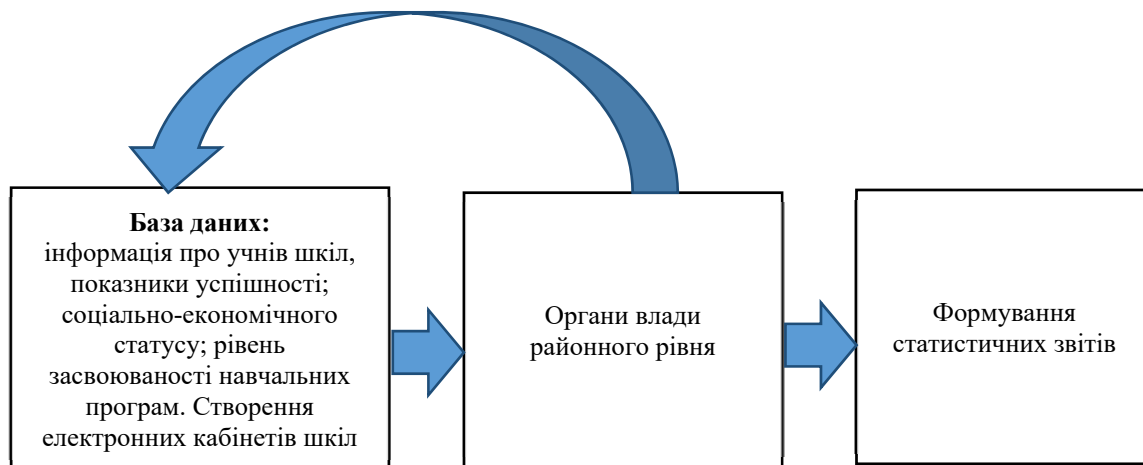 База даних:
інформація про учнів шкіл,
показники успішності;
соціально-економічного
статусу; рівень
засвоюваності навчальних
програм. Створення
електронних кабінетів шкіл
Органи влади
районного рівня
Формування
статистичних звітів